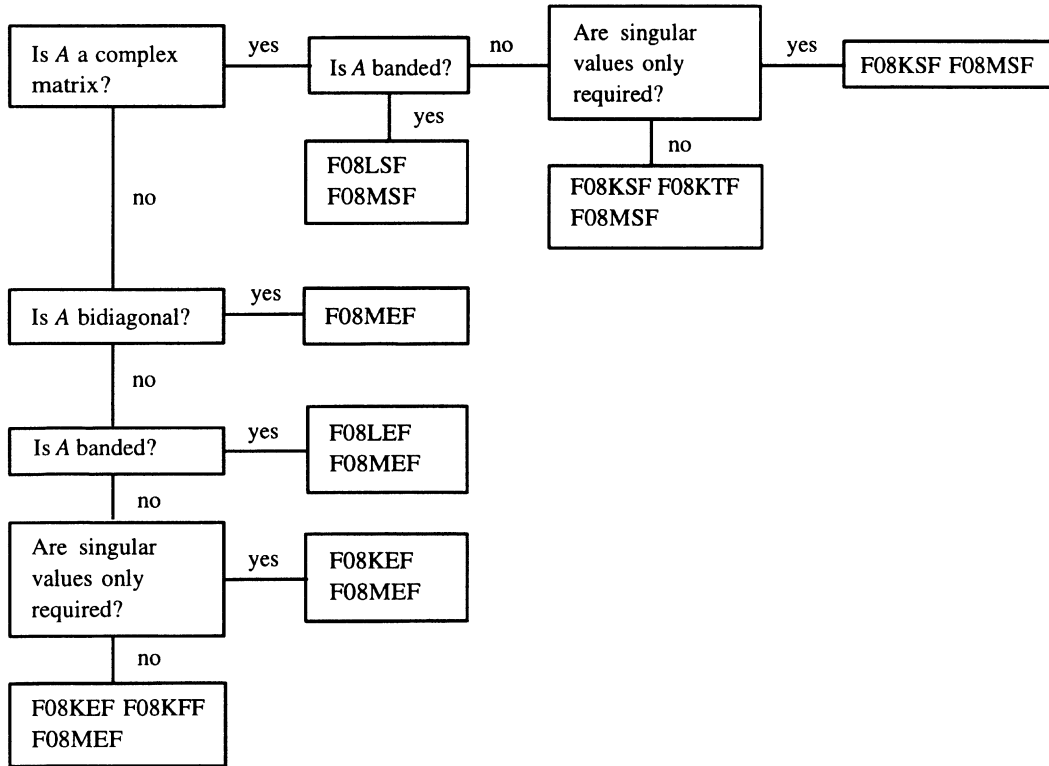 Is A a complex
matrix?
yes
Is A banded?
no
Are singular
values only
required?
yes
F08KSF F08MSF
yes
F08LSF
F08MSF
no
F08KSF F08KTF
F08MSF
no
Is A bidiagonal?
yes
F08MEF
no
Is A banded?
yes
F08LEF
F08MEF
no
Are singular
values only
required?
yes
F08KEF
F08MEF
no
F08KEF F08KFF
F08MEF